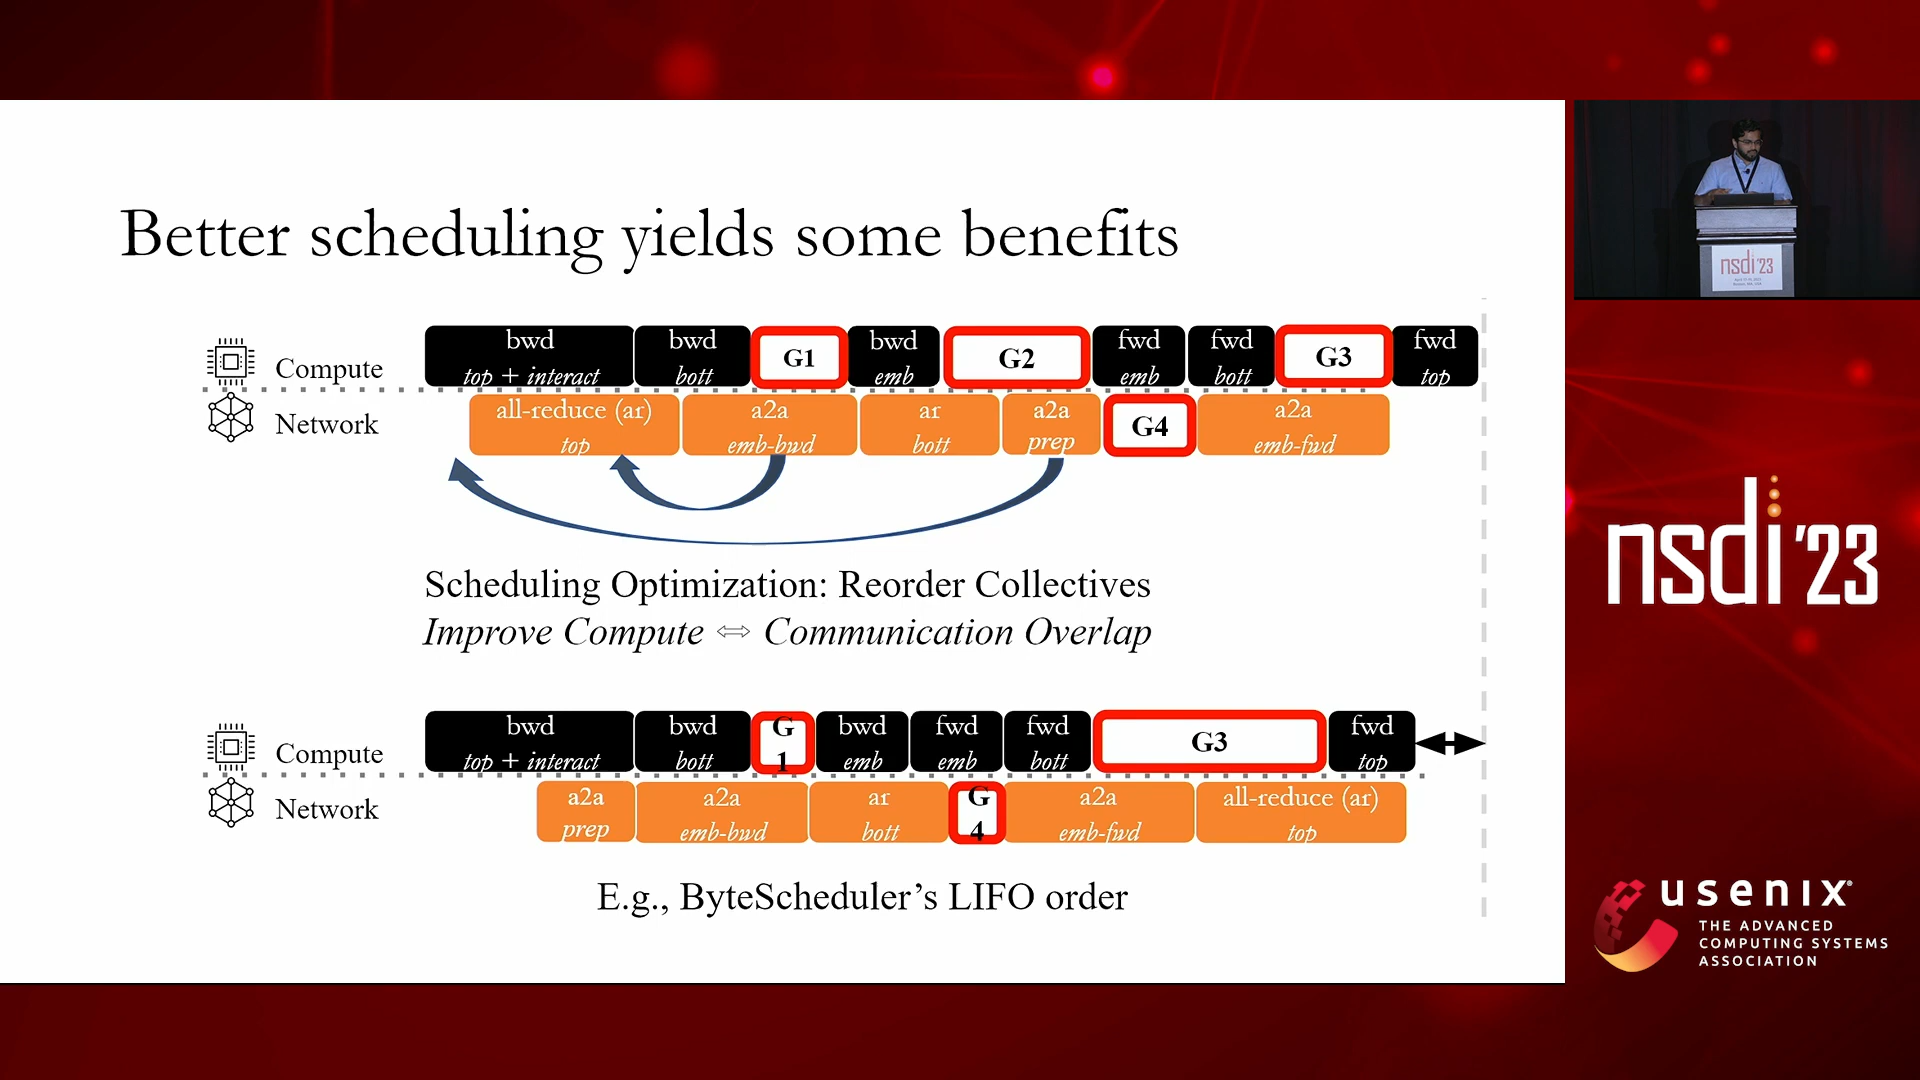 Better scheduling yields some benefits
Compute
bwd
top + interact
bwd
bott
G1
bwd
emb
G2
fwd
emb
fwd
bott
G3
fwd
top
Network
all-reduce (ar)
top
a2a
emb-bwd
ar
bott
a2a
prep
G4
a2a
emb-fwd
Scheduling Optimization: Reorder Collectives
Improve Compute ⇔ Communication Overlap
Compute
bwd
top + interact
bwd
bott
G
1
bwd
emb
fwd
emb
fwd
bott
G3
fwd
top
Network
a2a
prep
a2a
emb-bwd
ar
bott
G
4
a2a
emb-fwd
all-reduce (ar)
top
E.g., ByteScheduler’s LIFO order
nsdi '23
nsdi '23
usenix®
THE ADVANCED
COMPUTING SYSTEMS
ASSOCIATION